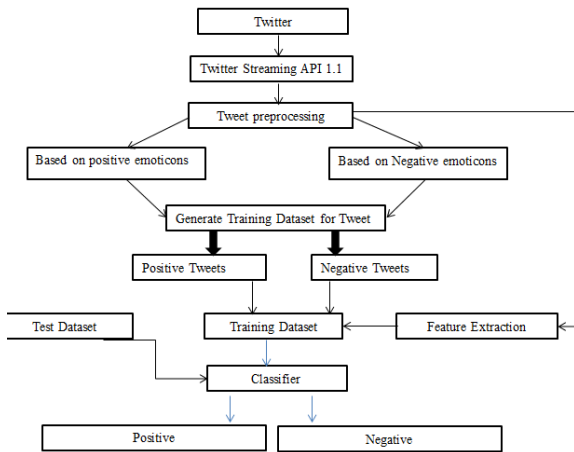 Twitter
Twitter Streaming API 1.1
Tweet preprocessing
Based on positive emoticons
Based on Negative emoticons
Generate Training Dataset for Tweet
Positive Tweets
Negative Tweets
Test Dataset
Training Dataset
Feature Extraction
Classifier
Positive
Negative